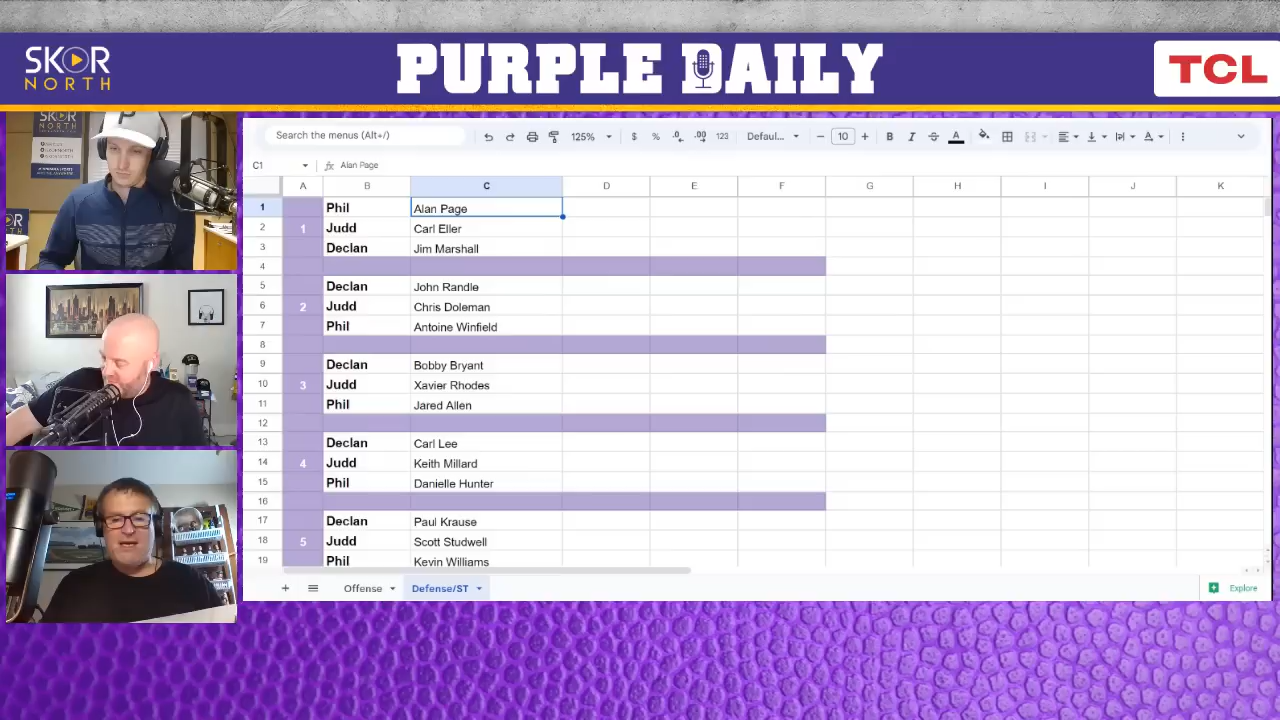 SKOR
NORTH
PURPLE DAILY
TCL
SKOR
NORTH
Search the menus (Alt+/)
125%
$ % .0 .00 123
Defaul...
10
B I S A
C1
fx Alan Page
A B C D E F G H I J K
1 Phil Alan Page
2 1 Judd Carl Eller
3 Declan Jim Marshall
4
5 Declan John Randle
6 2 Judd Chris Doleman
7 Phil Antoine Winfield
8
9 Declan Bobby Bryant
10 3 Judd Xavier Rhodes
11 Phil Jared Allen
12
13 Declan Carl Lee
14 4 Judd Keith Millard
15 Phil Danielle Hunter
16
17 Declan Paul Krause
18 5 Judd Scott Studwell
19 Phil Kevin Williams
Offense
Defense/ST
Explore